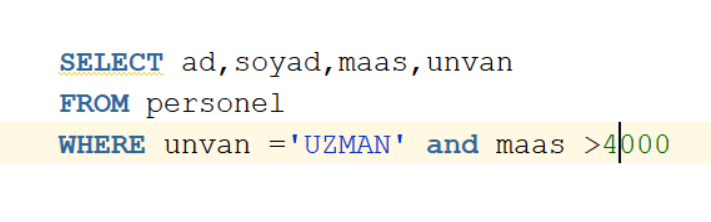 SELECT ad,soyad,maas,unvan
FROM personel
WHERE unvan ='UZMAN' and maas >4000